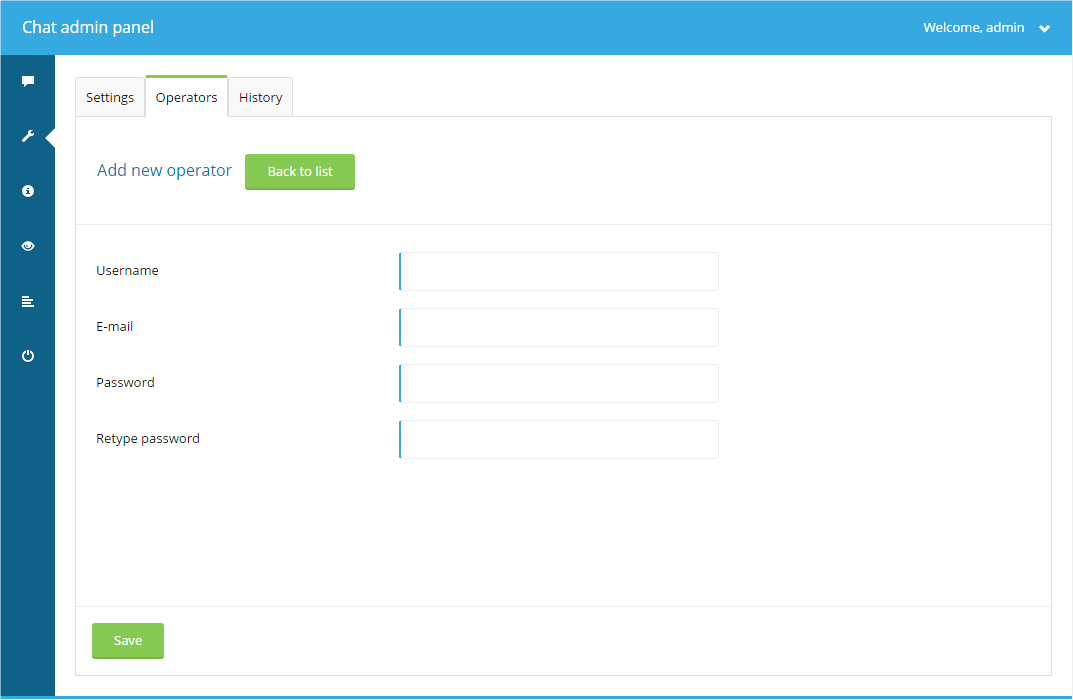 Chat admin panel
Welcome, admin
Settings
Operators
History
Add new operator
Back to list
Username
E-mail
Password
Retype password
Save